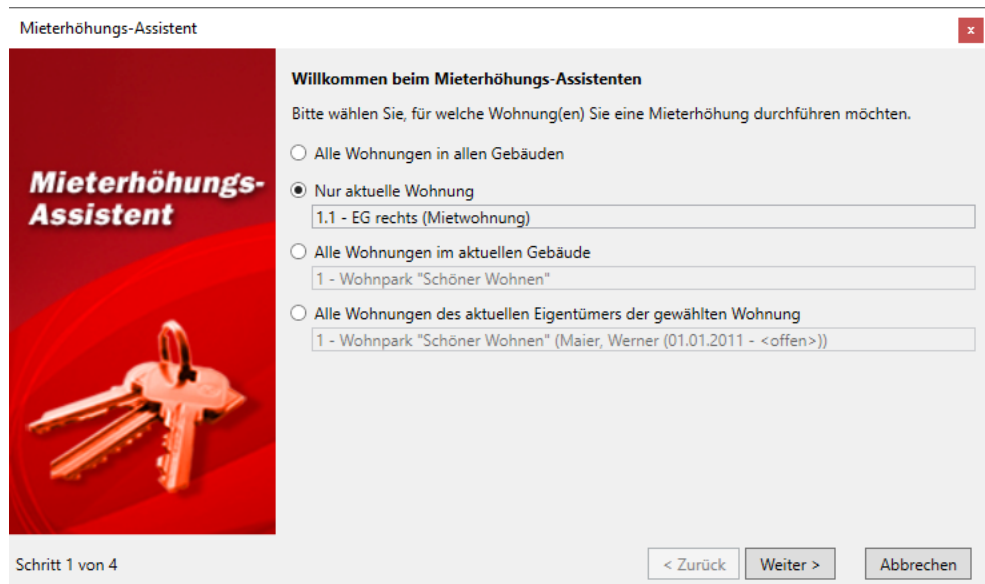 Mieterhöhungs-Assistent
x
Mieterhöhungs-
Assistent
Willkommen beim Mieterhöhungs-Assistenten
Bitte wählen Sie, für welche Wohnung(en) Sie eine Mieterhöhung durchführen möchten.
Alle Wohnungen in allen Gebäuden
Nur aktuelle Wohnung
1.1 - EG rechts (Mietwohnung)
Alle Wohnungen im aktuellen Gebäude
1 - Wohnpark "Schöner Wohnen"
Alle Wohnungen des aktuellen Eigentümers der gewählten Wohnung
1 - Wohnpark "Schöner Wohnen" (Maier, Werner (01.01.2011 - <offen>))
Schritt 1 von 4
< Zurück
Weiter >
Abbrechen